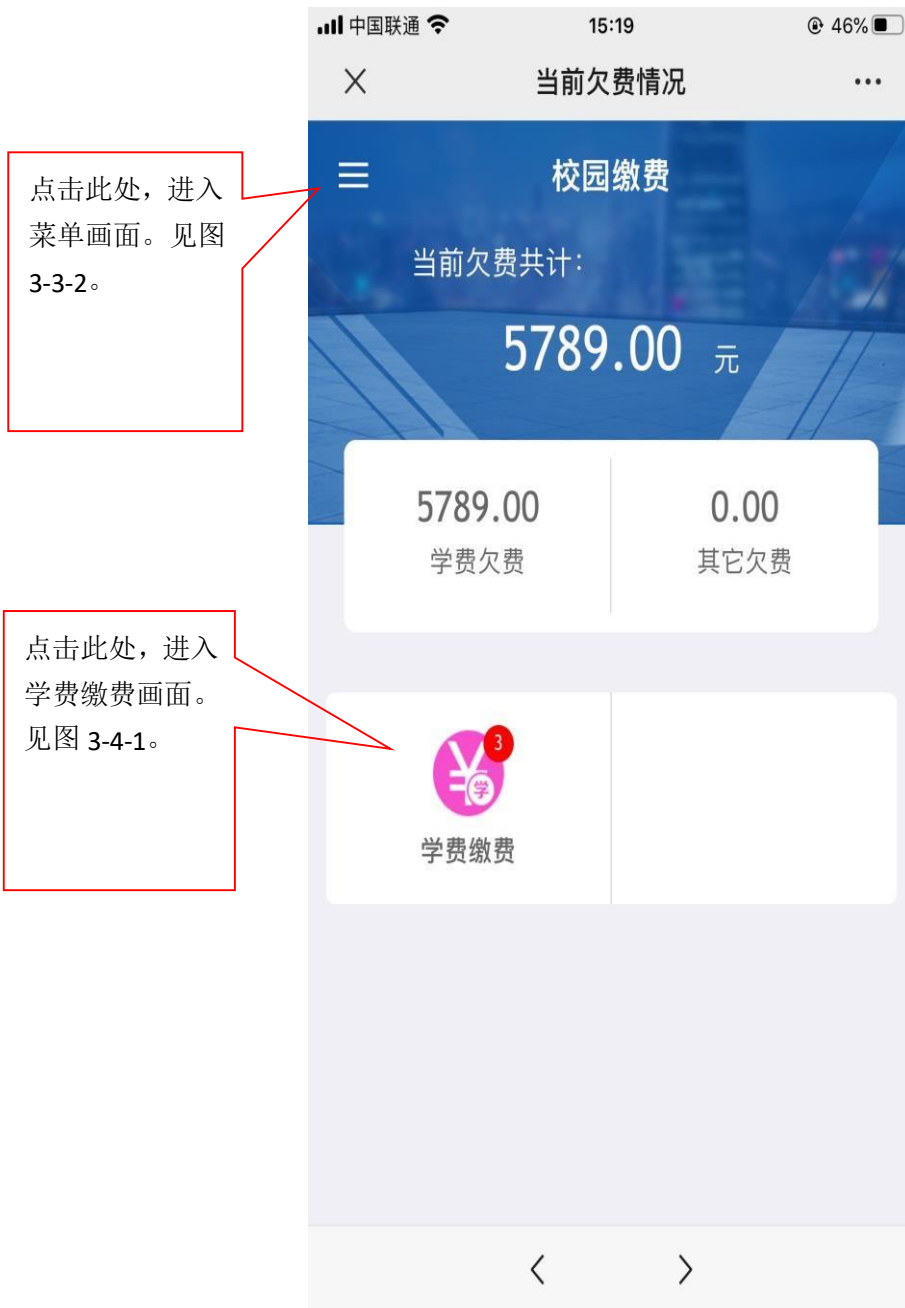 中国联通 15:19 46%
当前欠费情况
点击此处，进入
菜单画面。见图
3-3-2。
校园缴费
当前欠费共计：
5789.00 元
5789.00 0.00
学费欠费 其它欠费
点击此处，进入
学费缴费画面。
见图 3-4-1。
3
学
学费缴费